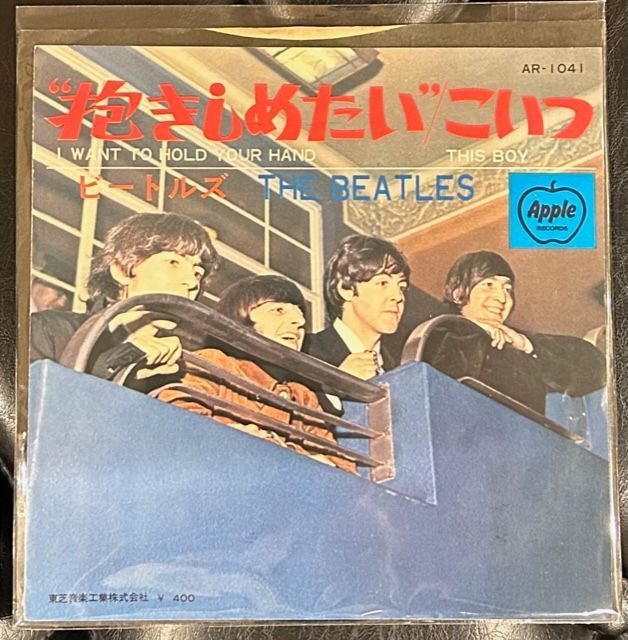 AR-1041
“抱きしめたい”/こいつ
I WANT TO HOLD YOUR HAND THIS BOY
ビートルズ THE BEATLES
Apple
RECORDS
東芝音楽工業株式会社 ¥ 400